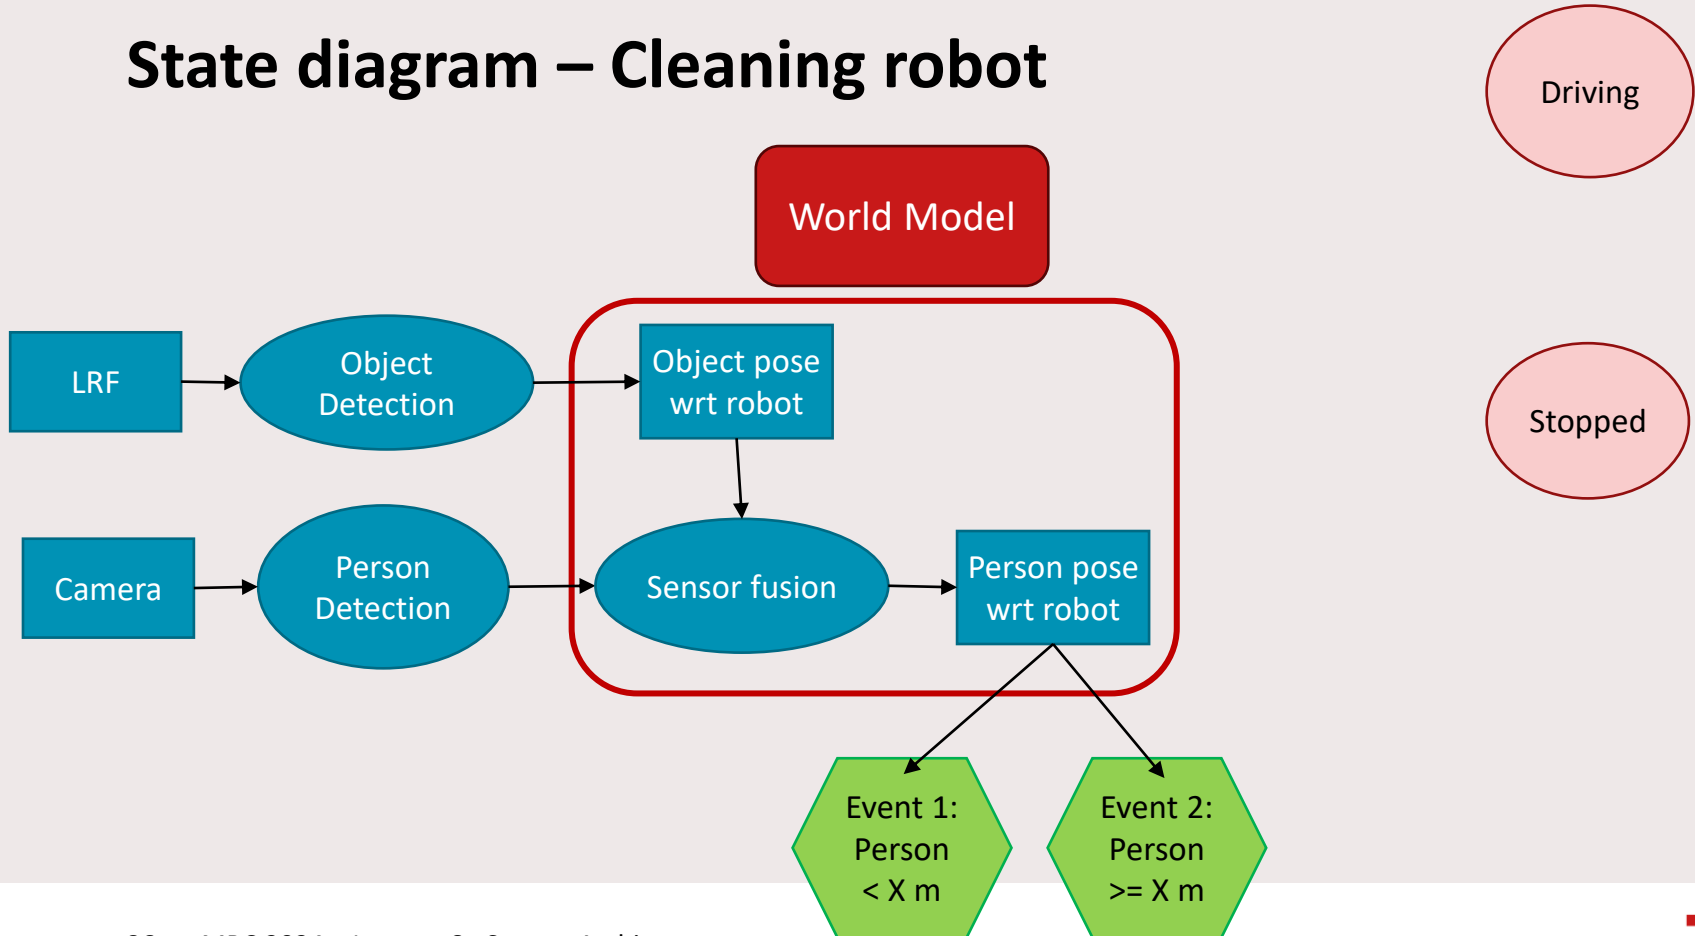 State diagram – Cleaning robot
Driving
World Model
LRF
Object
Detection
Object pose
wrt robot
Stopped
Camera
Person
Detection
Sensor fusion
Person pose
wrt robot
Event 1:
Person
< X m
Event 2:
Person
>= X m